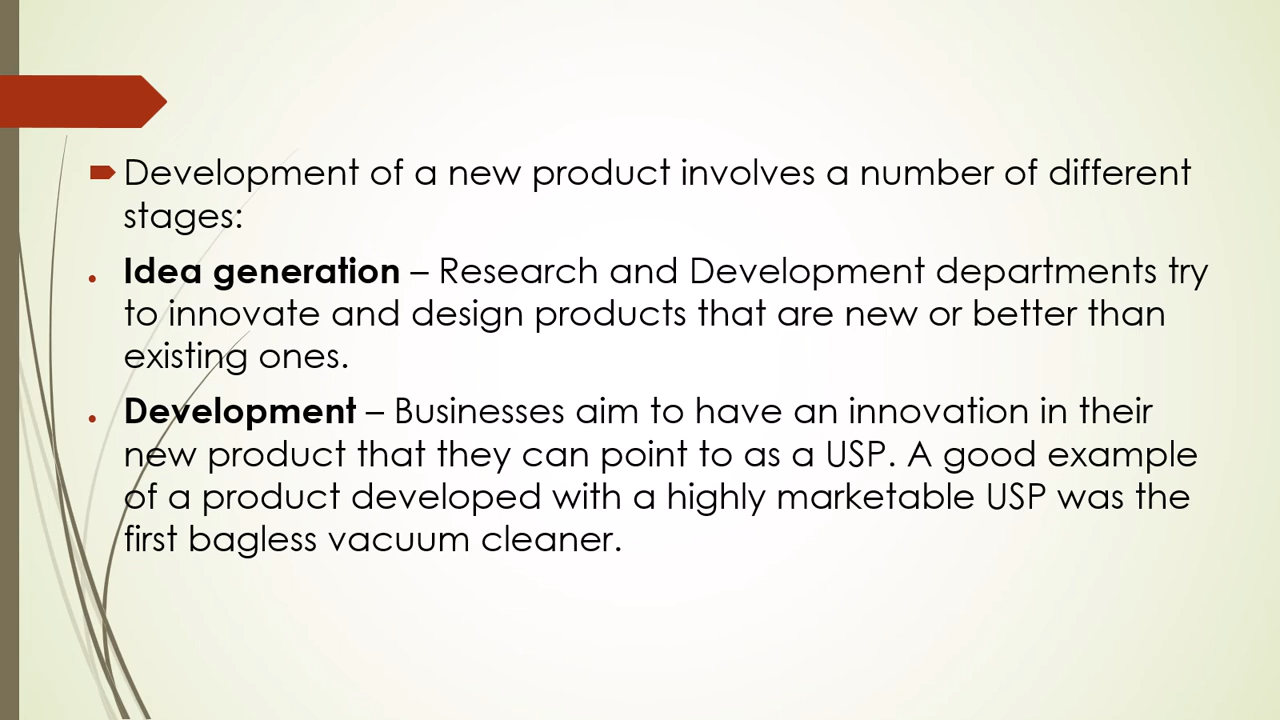 Development of a new product involves a number of different
stages:
Idea generation – Research and Development departments try
to innovate and design products that are new or better than
existing ones.
Development – Businesses aim to have an innovation in their
new product that they can point to as a USP. A good example
of a product developed with a highly marketable USP was the
first bagless vacuum cleaner.